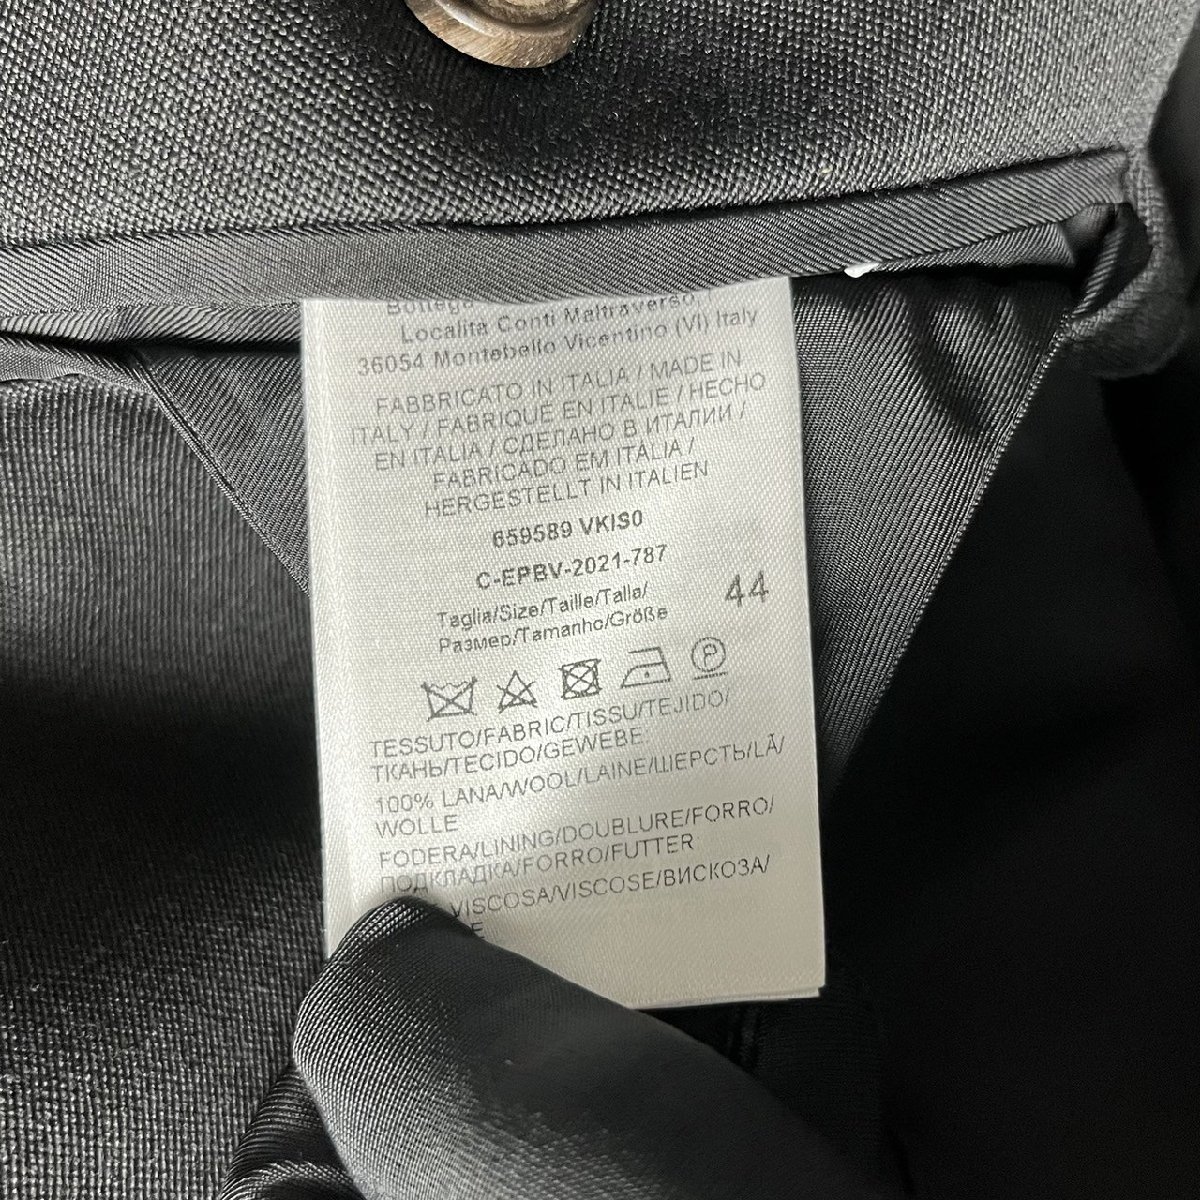 Localita Conti Maltraverso, 1
36054 Montebello Vicentino (VI) Italy
FABBRICATO IN ITALIA / MADE IN
ITALY / FABRIQUÉ EN ITALIE / HECHO
EN ITALIA / СДЕЛАНО В ИТАЛИИ /
FABRICADO EM ITÁLIA /
HERGESTELLT IN ITALIEN
659589 VKIS0
C-EPBV-2021-787
Taglia/Size/Taille/Talla/
Размер/Tamanho/Größe 44
P
TESSUTO/FABRIC/TISSU/TEJIDO/
ТКАНЬ/TECIDO/GEWEBE
100% LANA/WOOL/LAINE/ШЕРСТЬ/LÃ/
WOLLE
FODERA/LINING/DOUBLURE/FORRO/
ПОДКЛАДКА/FORRO/FUTTER
VISCOSA/VISCOSE/ВИСКОЗА/